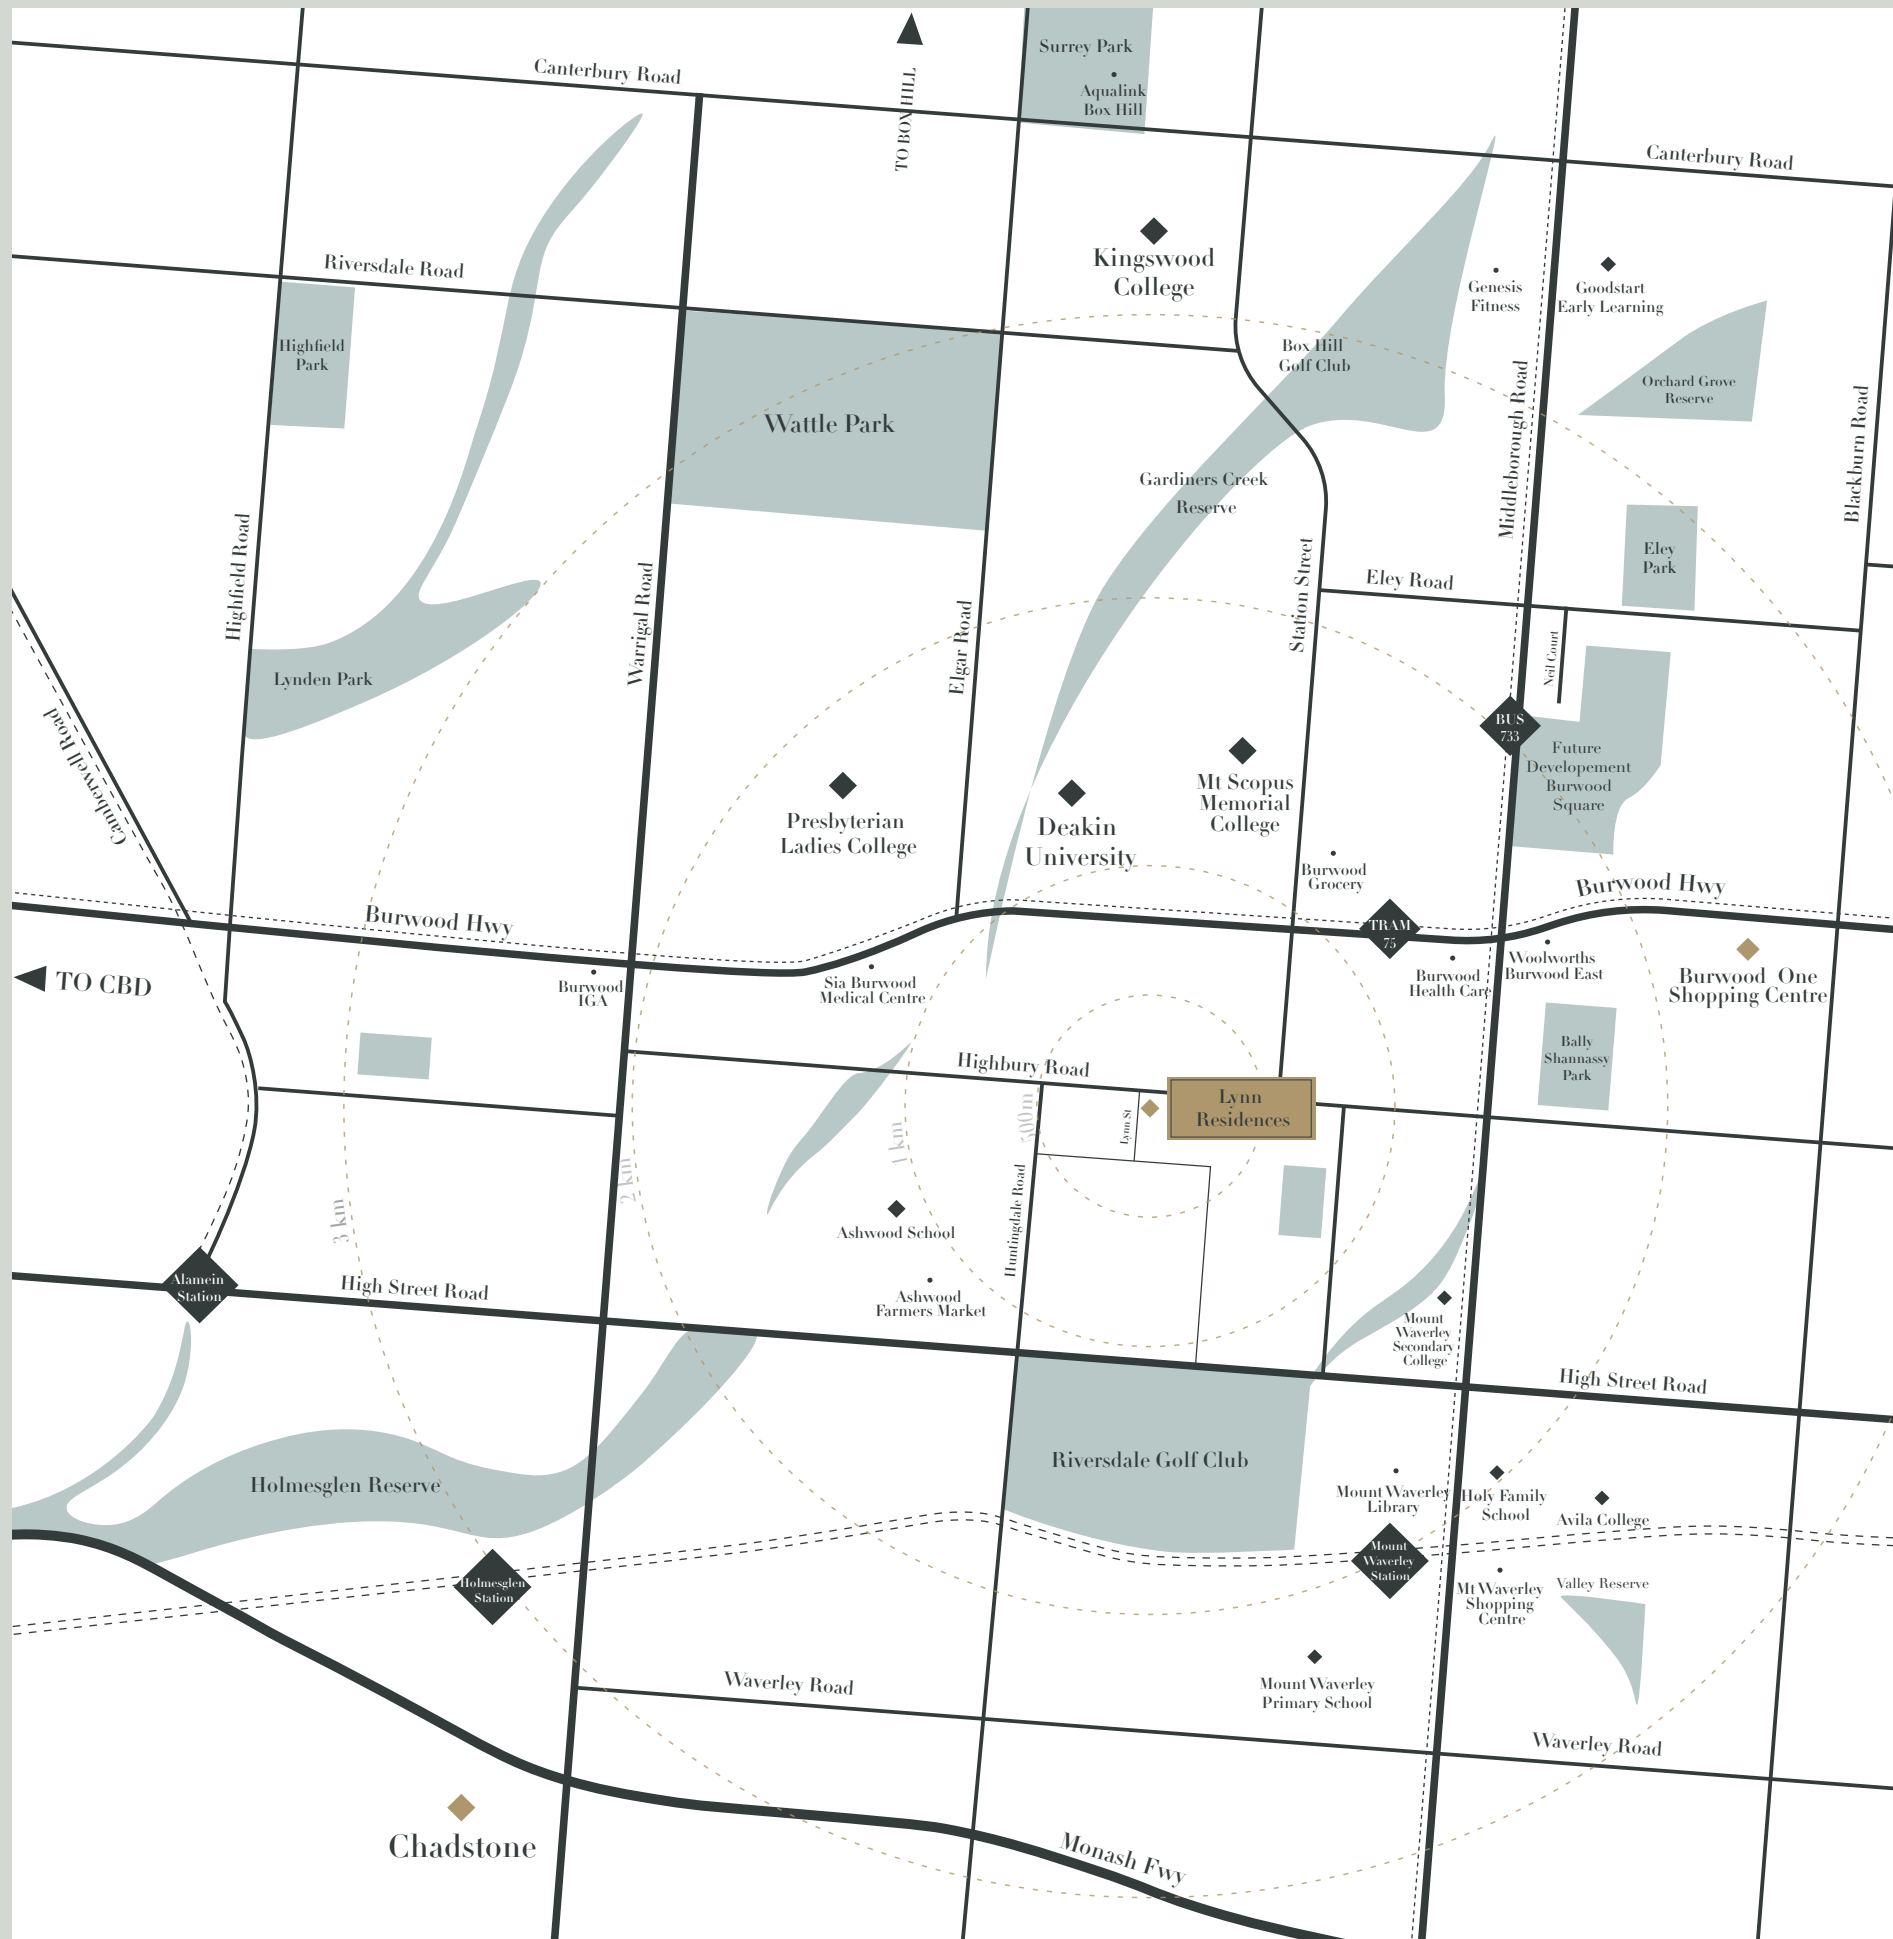 Surrey Park
Aqualink
Box Hill
Canterbury Road
TO BOX HILL
Canterbury Road
Kingswood
College
Riversdale Road
Genesis
Fitness
Goodstart
Early Learning
Highfield
Park
Box Hill
Golf Club
Orchard Grove
Reserve
Wattle Park
Middleborough Road
Blackburn Road
Gardiners Creek
Reserve
Highfield Road
Eley
Park
Warrigal Road
Elgar Road
Station Street
Eley Road
Neil Court
Lynden Park
Camberwell Road
BUS
733
Future
Developement
Burwood
Square
Presbyterian
Ladies College
Deakin
University
Mt Scopus
Memorial
College
Burwood
Grocery
Burwood Hwy
Burwood Hwy
TRAM
75
TO CBD
Burwood
IGA
Sia Burwood
Medical Centre
Burwood
Health Care
Woolworths
Burwood East
Burwood One
Shopping Centre
Highbury Road
Bally
Shannassy
Park
Lynn
Residences
Lynn St
500m
1 km
2 km
3 km
Huntingdale Road
Ashwood School
Ashwood
Farmers Market
Alamein
Station
High Street Road
Mount
Waverley
Secondary
College
High Street Road
Holmesglen Reserve
Riversdale Golf Club
Mount Waverley
Library
Holy Family
School
Avila College
Mount
Waverley
Station
Holmesglen
Station
Mt Waverley
Shopping
Centre
Valley Reserve
Waverley Road
Mount Waverley
Primary School
Waverley Road
Chadstone
Monash Fwy